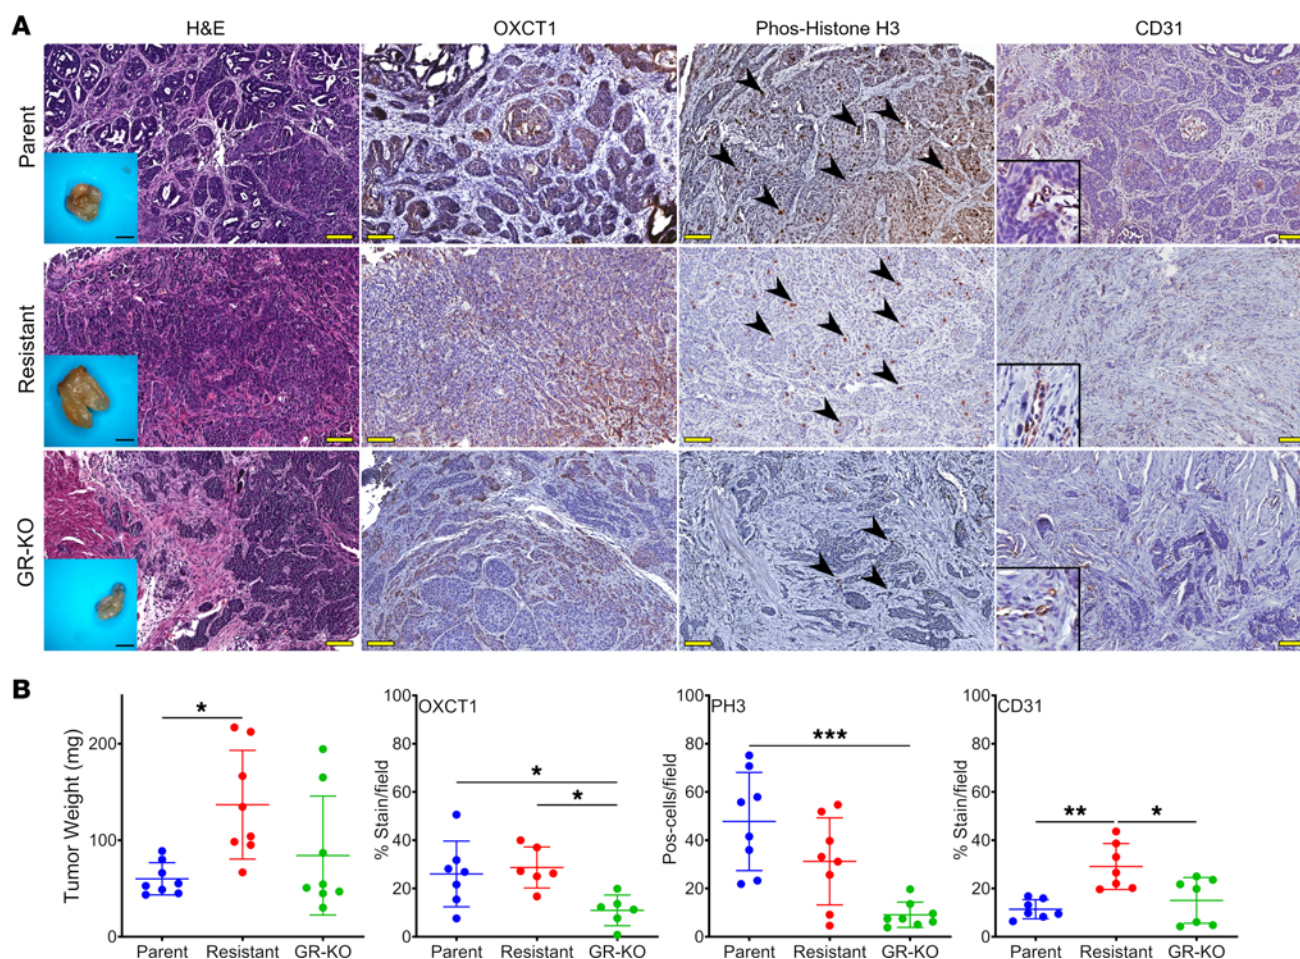 A
H&E
OXCT1
Phos-Histone H3
CD31
Parent
Resistant
GR-KO
B
Tumor Weight (mg)
200
100
0
*
Parent
Resistant
GR-KO
OXCT1
% Stain/field
100
80
60
40
20
0
*
*
Parent
Resistant
GR-KO
PH3
Pos-cells/field
100
80
60
40
20
0
***
Parent
Resistant
GR-KO
CD31
% Stain/field
100
80
60
40
20
0
**
*
Parent
Resistant
GR-KO